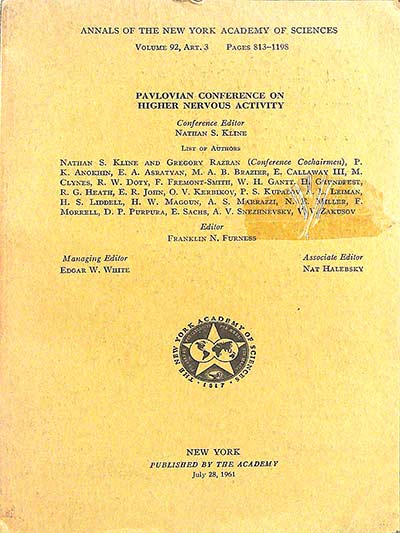 ANNALS OF THE NEW YORK ACADEMY OF SCIENCES
VOLUME 92, ART. 3 PAGES 813-1198
PAVLOVIAN CONFERENCE ON
HIGHER NERVOUS ACTIVITY
Conference Editor
NATHAN S. KLINE
LIST OF AUTHORS
NATHAN S. KLINE AND GREGORY RAZRAN (Conference Cochairmen), P.
K. ANOKHIN, E. A. ASRATYAN, M. A. B. BRAZIER, E. CALLAWAY III, M.
CLYNES, R. W. DOTY, F. FREMONT-SMITH, W. H. GANTT, H. GRUNDFEST,
R. G. HEATH, E. R. JOHN, O. V. KERBIKOV, P. S. KUPALOV, LEIMAN,
H. S. LIDDELL, H. W. MAGOUN, A. S. MARRAZZI, N. E. MILLER, F.
MORRELL, D. P. PURPURA, E. SACHS, A. V. SNEZHNEVSKY, ZAKUSOV
Editor
FRANKLIN N. FURNESS
Managing Editor Associate Editor
EDGAR W. WHITE NAT HALEBSKY
THE NEW YORK ACADEMY OF SCIENCES
1817
NEW YORK
PUBLISHED BY THE ACADEMY
July 28, 1961